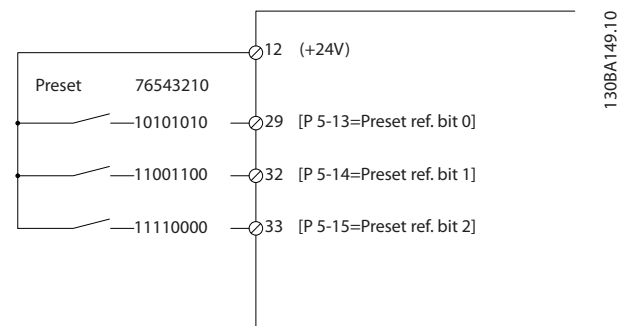 12 (+24V)
Preset 76543210
10101010 29 [P 5-13=Preset ref. bit 0]
11001100 32 [P 5-14=Preset ref. bit 1]
11110000 33 [P 5-15=Preset ref. bit 2]
130BA149.10